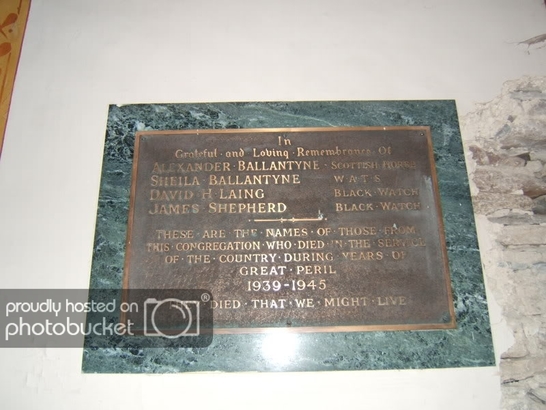 In
Grateful · and · Loving · Remembrance · Of
ALEXANDER · BALLANTYNE · SCOTTISH · HORSE
SHEILA BALLANTYNE W · A · T · S
DAVID H LAING BLACK · WATCH
JAMES SHEPHERD BLACK · WATCH
THESE · ARE · THE · NAMES · OF · THOSE · FROM
THIS · CONGREGATION · WHO · DIED · IN · THE · SERVICE
OF · THE · COUNTRY · DURING · YEARS · OF
GREAT · PERIL
1939-1945
DIED · THAT · WE · MIGHT · LIVE
proudly hosted on
photobucket®